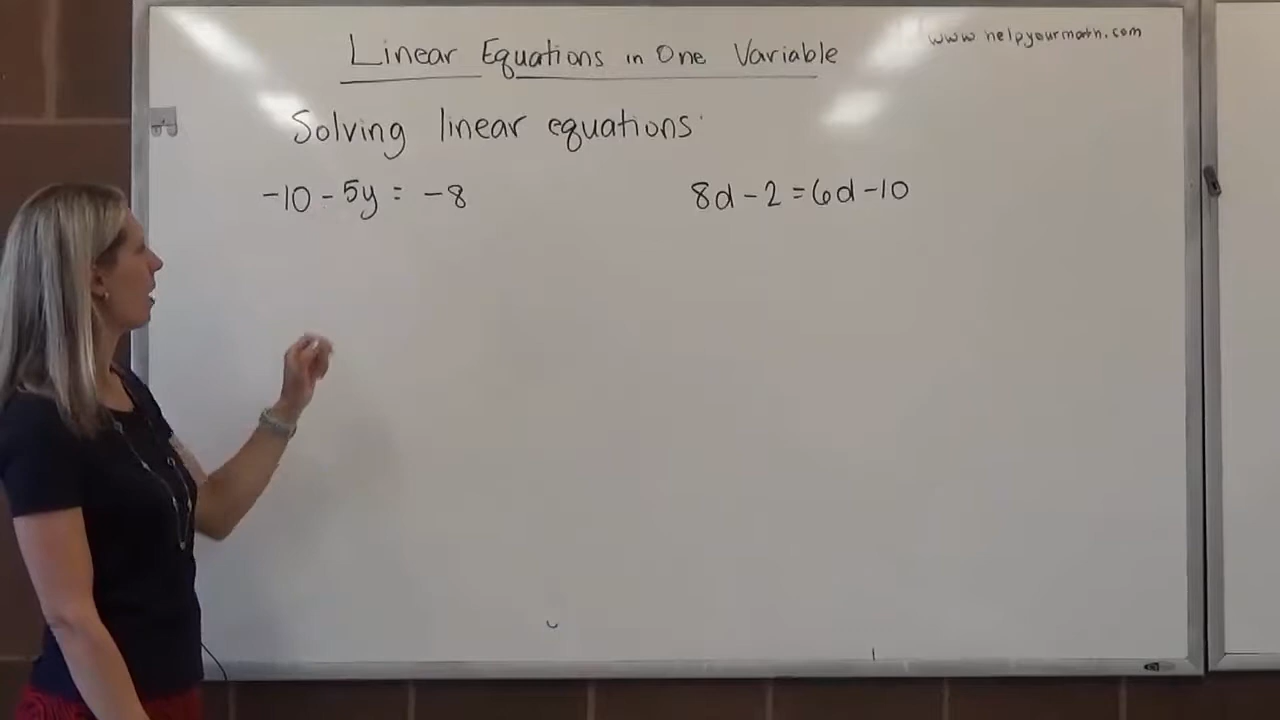 www.helpyourmath.com
Linear Equations in One Variable
Solving linear equations:
-10 - 5y = -8
8d - 2 = 6d - 10